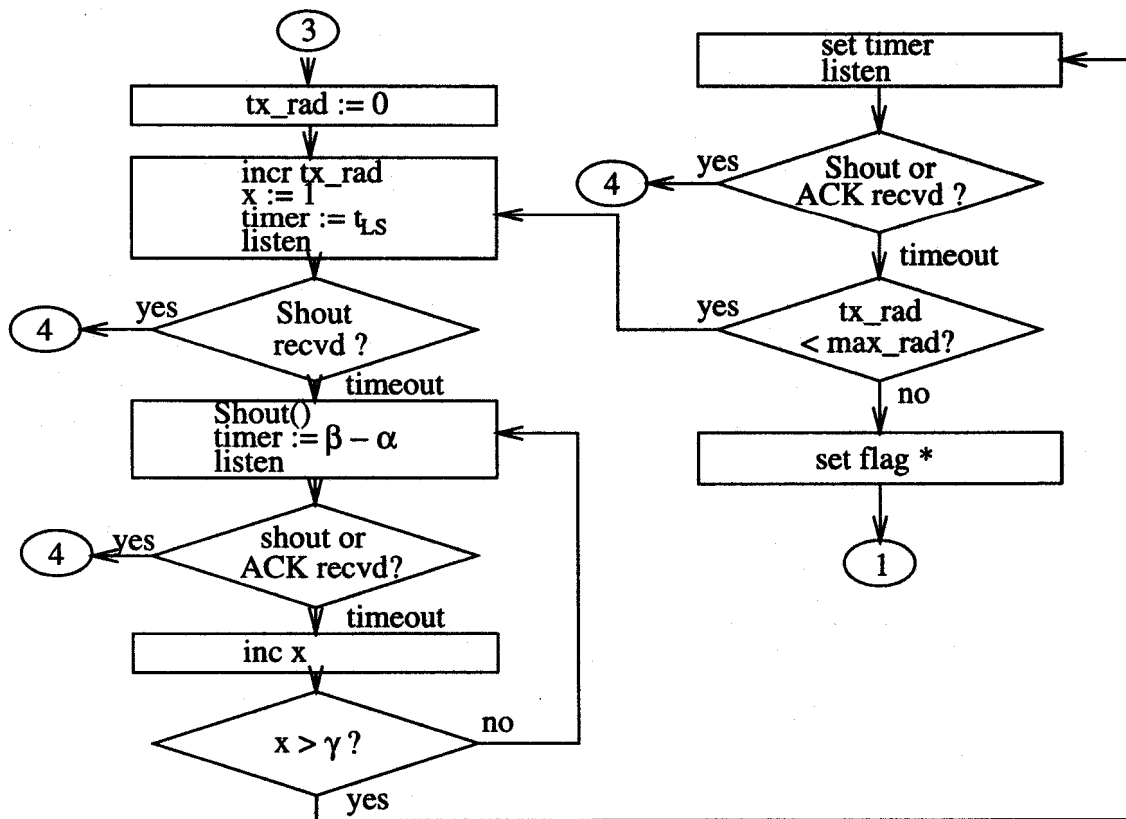 3
tx_rad := 0
incr tx_rad
x := 1
timer := t_LS
listen
yes
4
Shout
recvd ?
timeout
Shout()
timer := β − α
listen
yes
4
shout or
ACK recvd?
timeout
inc x
no
x > γ ?
yes
set timer
listen
yes
4
Shout or
ACK recvd ?
timeout
yes
tx_rad
< max_rad?
no
set flag *
1